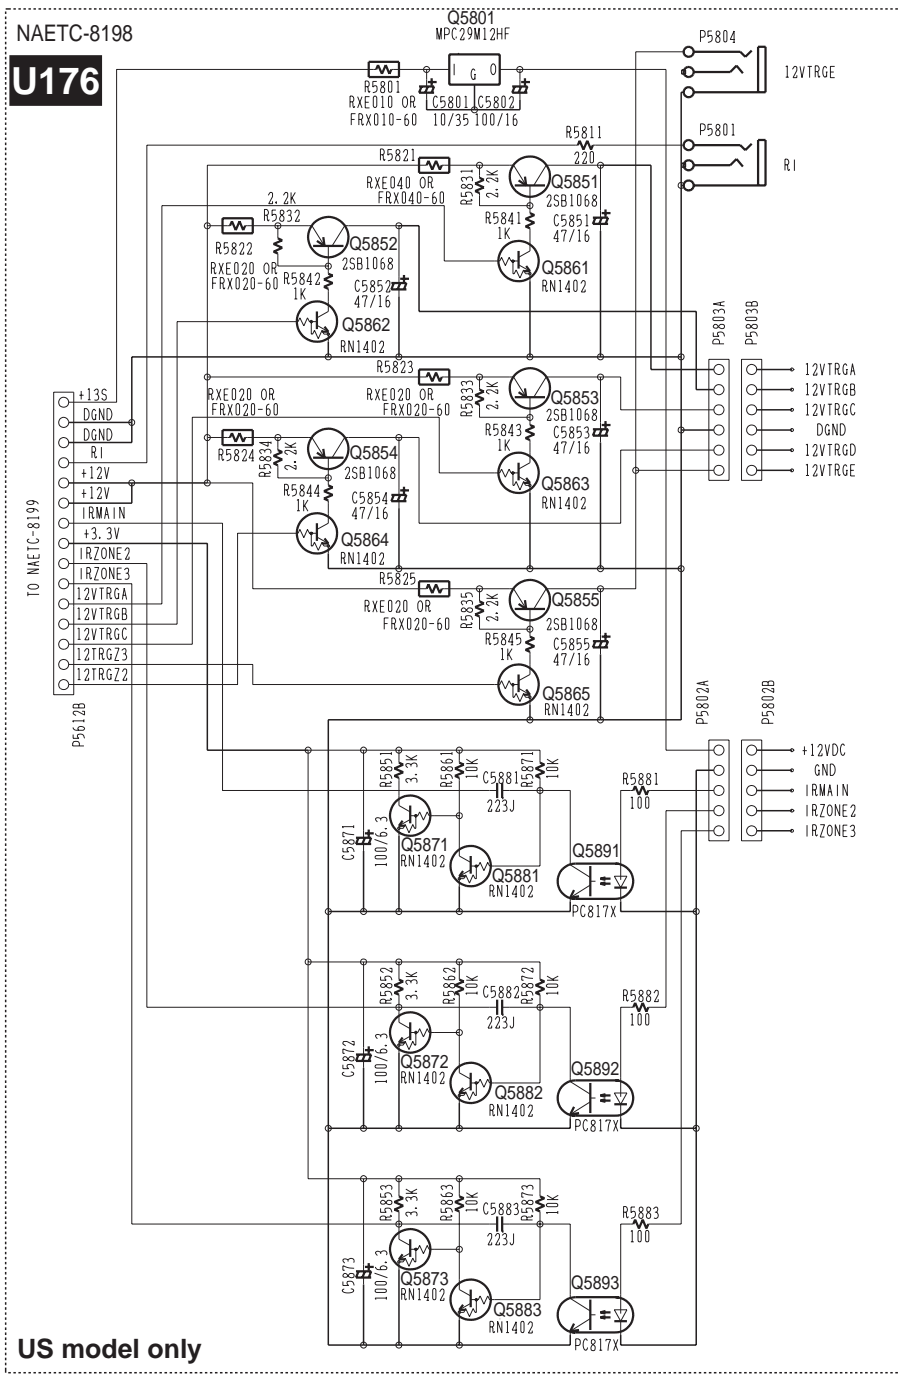 NAETC-8198
U176
Q5801
MPC29M12HF
I G O
R5801
RXE010 OR
FRX010-60
C5801
10/35
C5802
100/16
P5804
12VTRGE
P5801
RI
R5811
220
R5821
RXE040 OR
FRX040-60
R5831
2.2K
Q5851
2SB1068
R5841
1K
C5851
47/16
Q5861
RN1402
2.2K
R5832
R5822
RXE020 OR
FRX020-60
Q5852
2SB1068
R5842
1K
C5852
47/16
Q5862
RN1402
P5803A
P5803B
12VTRGA
12VTRGB
12VTRGC
DGND
12VTRGD
12VTRGE
R5823
RXE020 OR
FRX020-60
RXE020 OR
FRX020-60
R5833
2.2K
Q5853
2SB1068
R5843
1K
C5853
47/16
Q5863
RN1402
R5824
R5834
2.2K
Q5854
2SB1068
R5844
1K
C5854
47/16
Q5864
RN1402
TO NAETC-8199
+13S
DGND
DGND
RI
+12V
+12V
IRMAIN
+3.3V
IRZONE2
IRZONE3
12VTRGA
12VTRGB
12VTRGC
12TRGZ3
12TRGZ2
P5612B
R5825
RXE020 OR
FRX020-60
R5835
2.2K
Q5855
2SB1068
R5845
1K
C5855
47/16
Q5865
RN1402
P5802A
P5802B
+12VDC
GND
IRMAIN
IRZONE2
IRZONE3
R5851
3.3K
R5861
10K
C5881
223J
R5871
10K
R5881
100
C5871
100/6.3
Q5871
RN1402
Q5881
RN1402
Q5891
PC817X
R5852
3.3K
R5862
10K
C5882
223J
R5872
10K
R5882
100
C5872
100/6.3
Q5872
RN1402
Q5882
RN1402
Q5892
PC817X
R5853
3.3K
R5863
10K
C5883
223J
R5873
10K
R5883
100
C5873
100/6.3
Q5873
RN1402
Q5883
RN1402
Q5893
PC817X
US model only